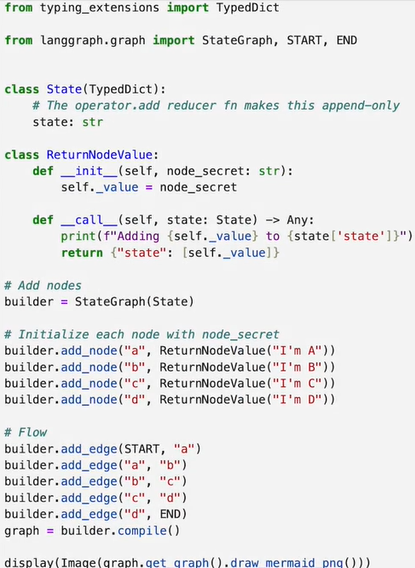 from typing_extensions import TypedDict
from langgraph.graph import StateGraph, START, END
class State(TypedDict):
    # The operator.add reducer fn makes this append-only
    state: str
class ReturnNodeValue:
    def __init__(self, node_secret: str):
        self._value = node_secret
    def __call__(self, state: State) -> Any:
        print(f"Adding {self._value} to {state['state']}")
        return {"state": [self._value]}
# Add nodes
builder = StateGraph(State)
# Initialize each node with node_secret
builder.add_node("a", ReturnNodeValue("I'm A"))
builder.add_node("b", ReturnNodeValue("I'm B"))
builder.add_node("c", ReturnNodeValue("I'm C"))
builder.add_node("d", ReturnNodeValue("I'm D"))
# Flow
builder.add_edge(START, "a")
builder.add_edge("a", "b")
builder.add_edge("b", "c")
builder.add_edge("c", "d")
builder.add_edge("d", END)
graph = builder.compile()
display(Image(graph.get_graph().draw_mermaid_png()))